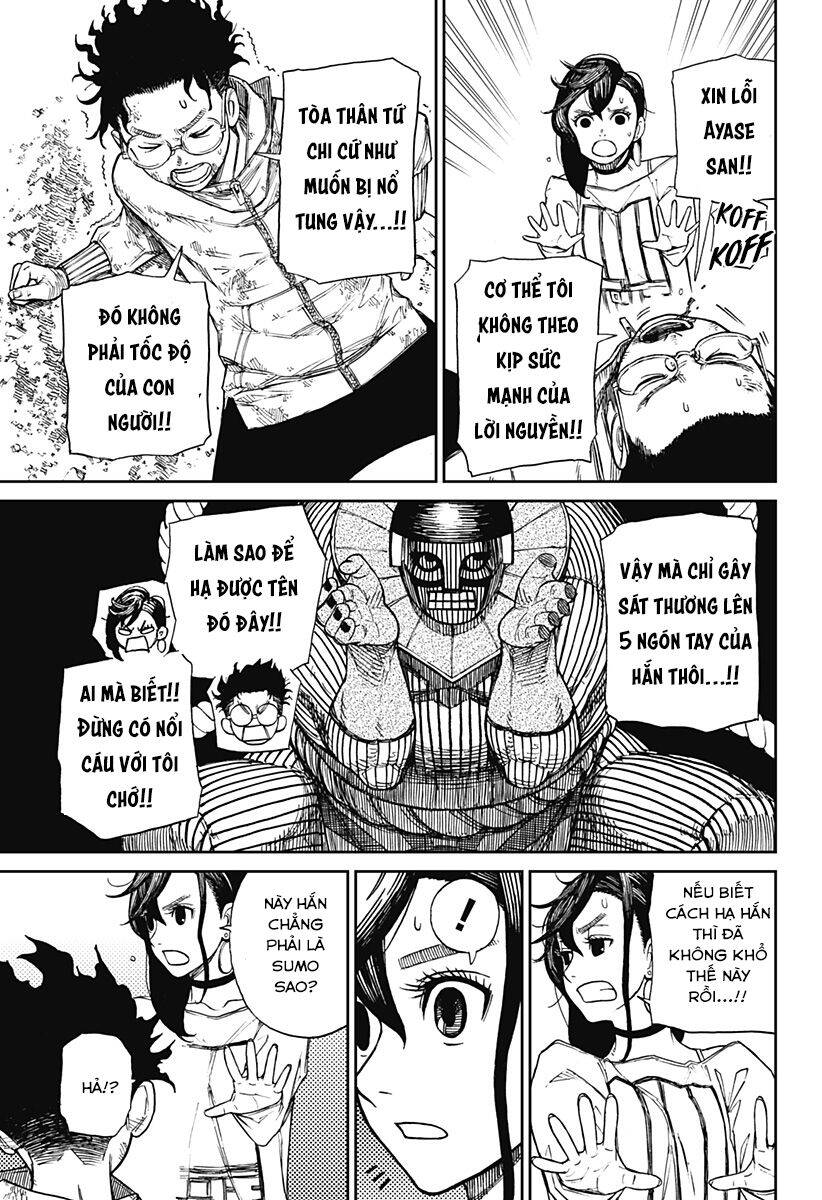 XIN LỖI
AYASE
SAN!!
KOFF
KOFF
CƠ THỂ TÔI
KHÔNG THEO
KỊP SỨC
MẠNH CỦA
LỜI NGUYỀN!!
TÒA THÂN TỨ
CHI CỨ NHƯ
MUỐN BỊ NỔ
TUNG VẬY...!!
ĐÓ KHÔNG
PHẢI TỐC ĐỘ
CỦA CON
NGƯỜI!!
VẬY MÀ CHỈ GÂY
SÁT THƯƠNG LÊN
5 NGÓN TAY CỦA
HẮN THÔI...!!
LÀM SAO ĐỂ
HẠ ĐƯỢC TÊN
ĐÓ ĐÂY!!
AI MÀ BIẾT!!
ĐỪNG CÓ NỔI
CÁU VỚI TÔI
CHỚ!!
NẾU BIẾT
CÁCH HẠ HẮN
THÌ ĐÃ
KHÔNG KHỔ
THẾ NÀY
RỒI...!!
!
NÀY HẮN
CHẲNG
PHẢI LÀ
SUMO
SAO?
HẢ!?